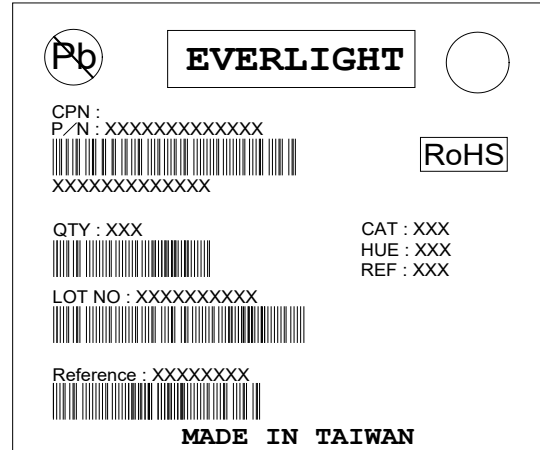 Pb
EVERLIGHT
CPN :
P/N : XXXXXXXXXXXXX
RoHS
XXXXXXXXXXXXX
QTY : XXX
CAT : XXX
HUE : XXX
REF : XXX
LOT NO : XXXXXXXXXX
Reference : XXXXXXXX
MADE IN TAIWAN